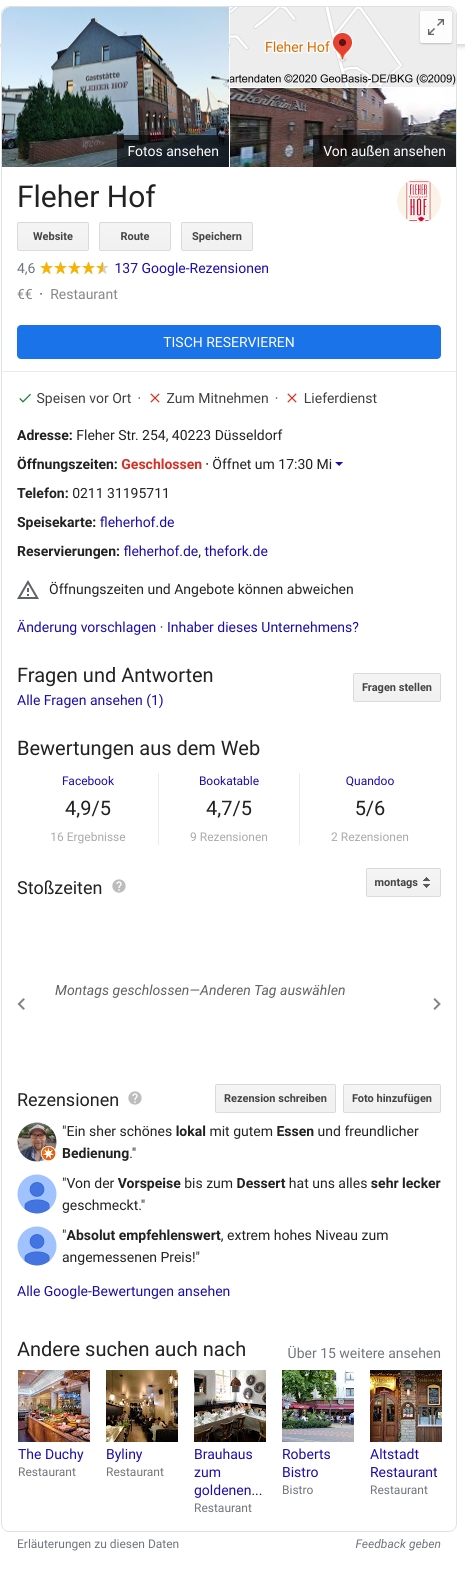 Gaststätte
FLEHER HOF
Fotos ansehen
Fleher Hof
artendaten ©2020 GeoBasis-DE/BKG (©2009)
Von außen ansehen
Fleher Hof
FLEHER
HOF
Website
Route
Speichern
4,6 137 Google-Rezensionen
€€ · Restaurant
TISCH RESERVIEREN
Speisen vor Ort · Zum Mitnehmen · Lieferdienst
Adresse: Fleher Str. 254, 40223 Düsseldorf
Öffnungszeiten: Geschlossen · Öffnet um 17:30 Mi
Telefon: 0211 31195711
Speisekarte: fleherhof.de
Reservierungen: fleherhof.de, thefork.de
Öffnungszeiten und Angebote können abweichen
Änderung vorschlagen · Inhaber dieses Unternehmens?
Fragen und Antworten
Alle Fragen ansehen (1)
Fragen stellen
Bewertungen aus dem Web
Facebook
4,9/5
16 Ergebnisse
Bookatable
4,7/5
9 Rezensionen
Quandoo
5/6
2 Rezensionen
Stoßzeiten ?
montags
Montags geschlossen—Anderen Tag auswählen
Rezensionen ?
Rezension schreiben
Foto hinzufügen
"Ein sher schönes lokal mit gutem Essen und freundlicher
Bedienung."
"Von der Vorspeise bis zum Dessert hat uns alles sehr lecker
geschmeckt."
"Absolut empfehlenswert, extrem hohes Niveau zum
angemessenen Preis!"
Alle Google-Bewertungen ansehen
Andere suchen auch nach
Über 15 weitere ansehen
The Duchy
Restaurant
Byliny
Restaurant
Brauhaus
zum
goldenen...
Restaurant
Roberts
Bistro
Bistro
Altstadt
Restaurant
Restaurant
Erläuterungen zu diesen Daten
Feedback geben